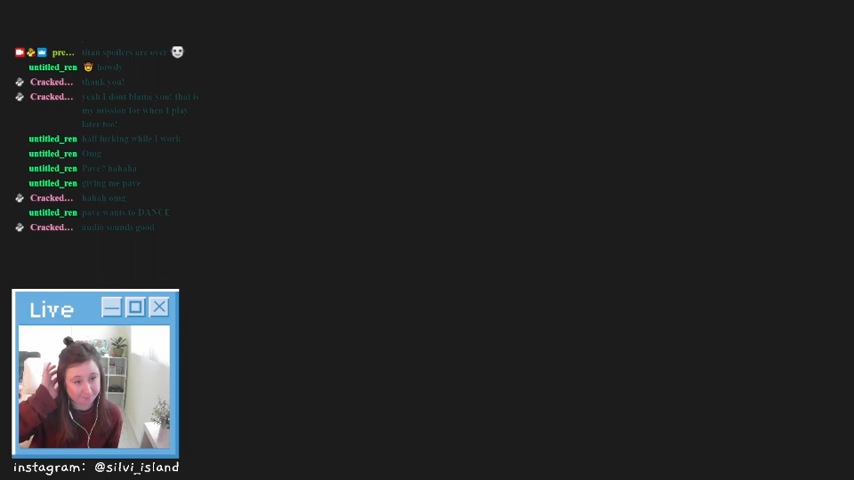 pre... titan spoilers are over
untitled_ren howdy
Cracked... thank you!
Cracked... yeah I dont blame you! that is
my mission for when I play
later too!
untitled_ren half lurking while I work
untitled_ren Omg
untitled_ren Pave? hahaha
untitled_ren giving me pave
Cracked... hahah omg
untitled_ren pave wants to DANCE
Cracked... audio sounds good
Live
instagram: @silvi_island